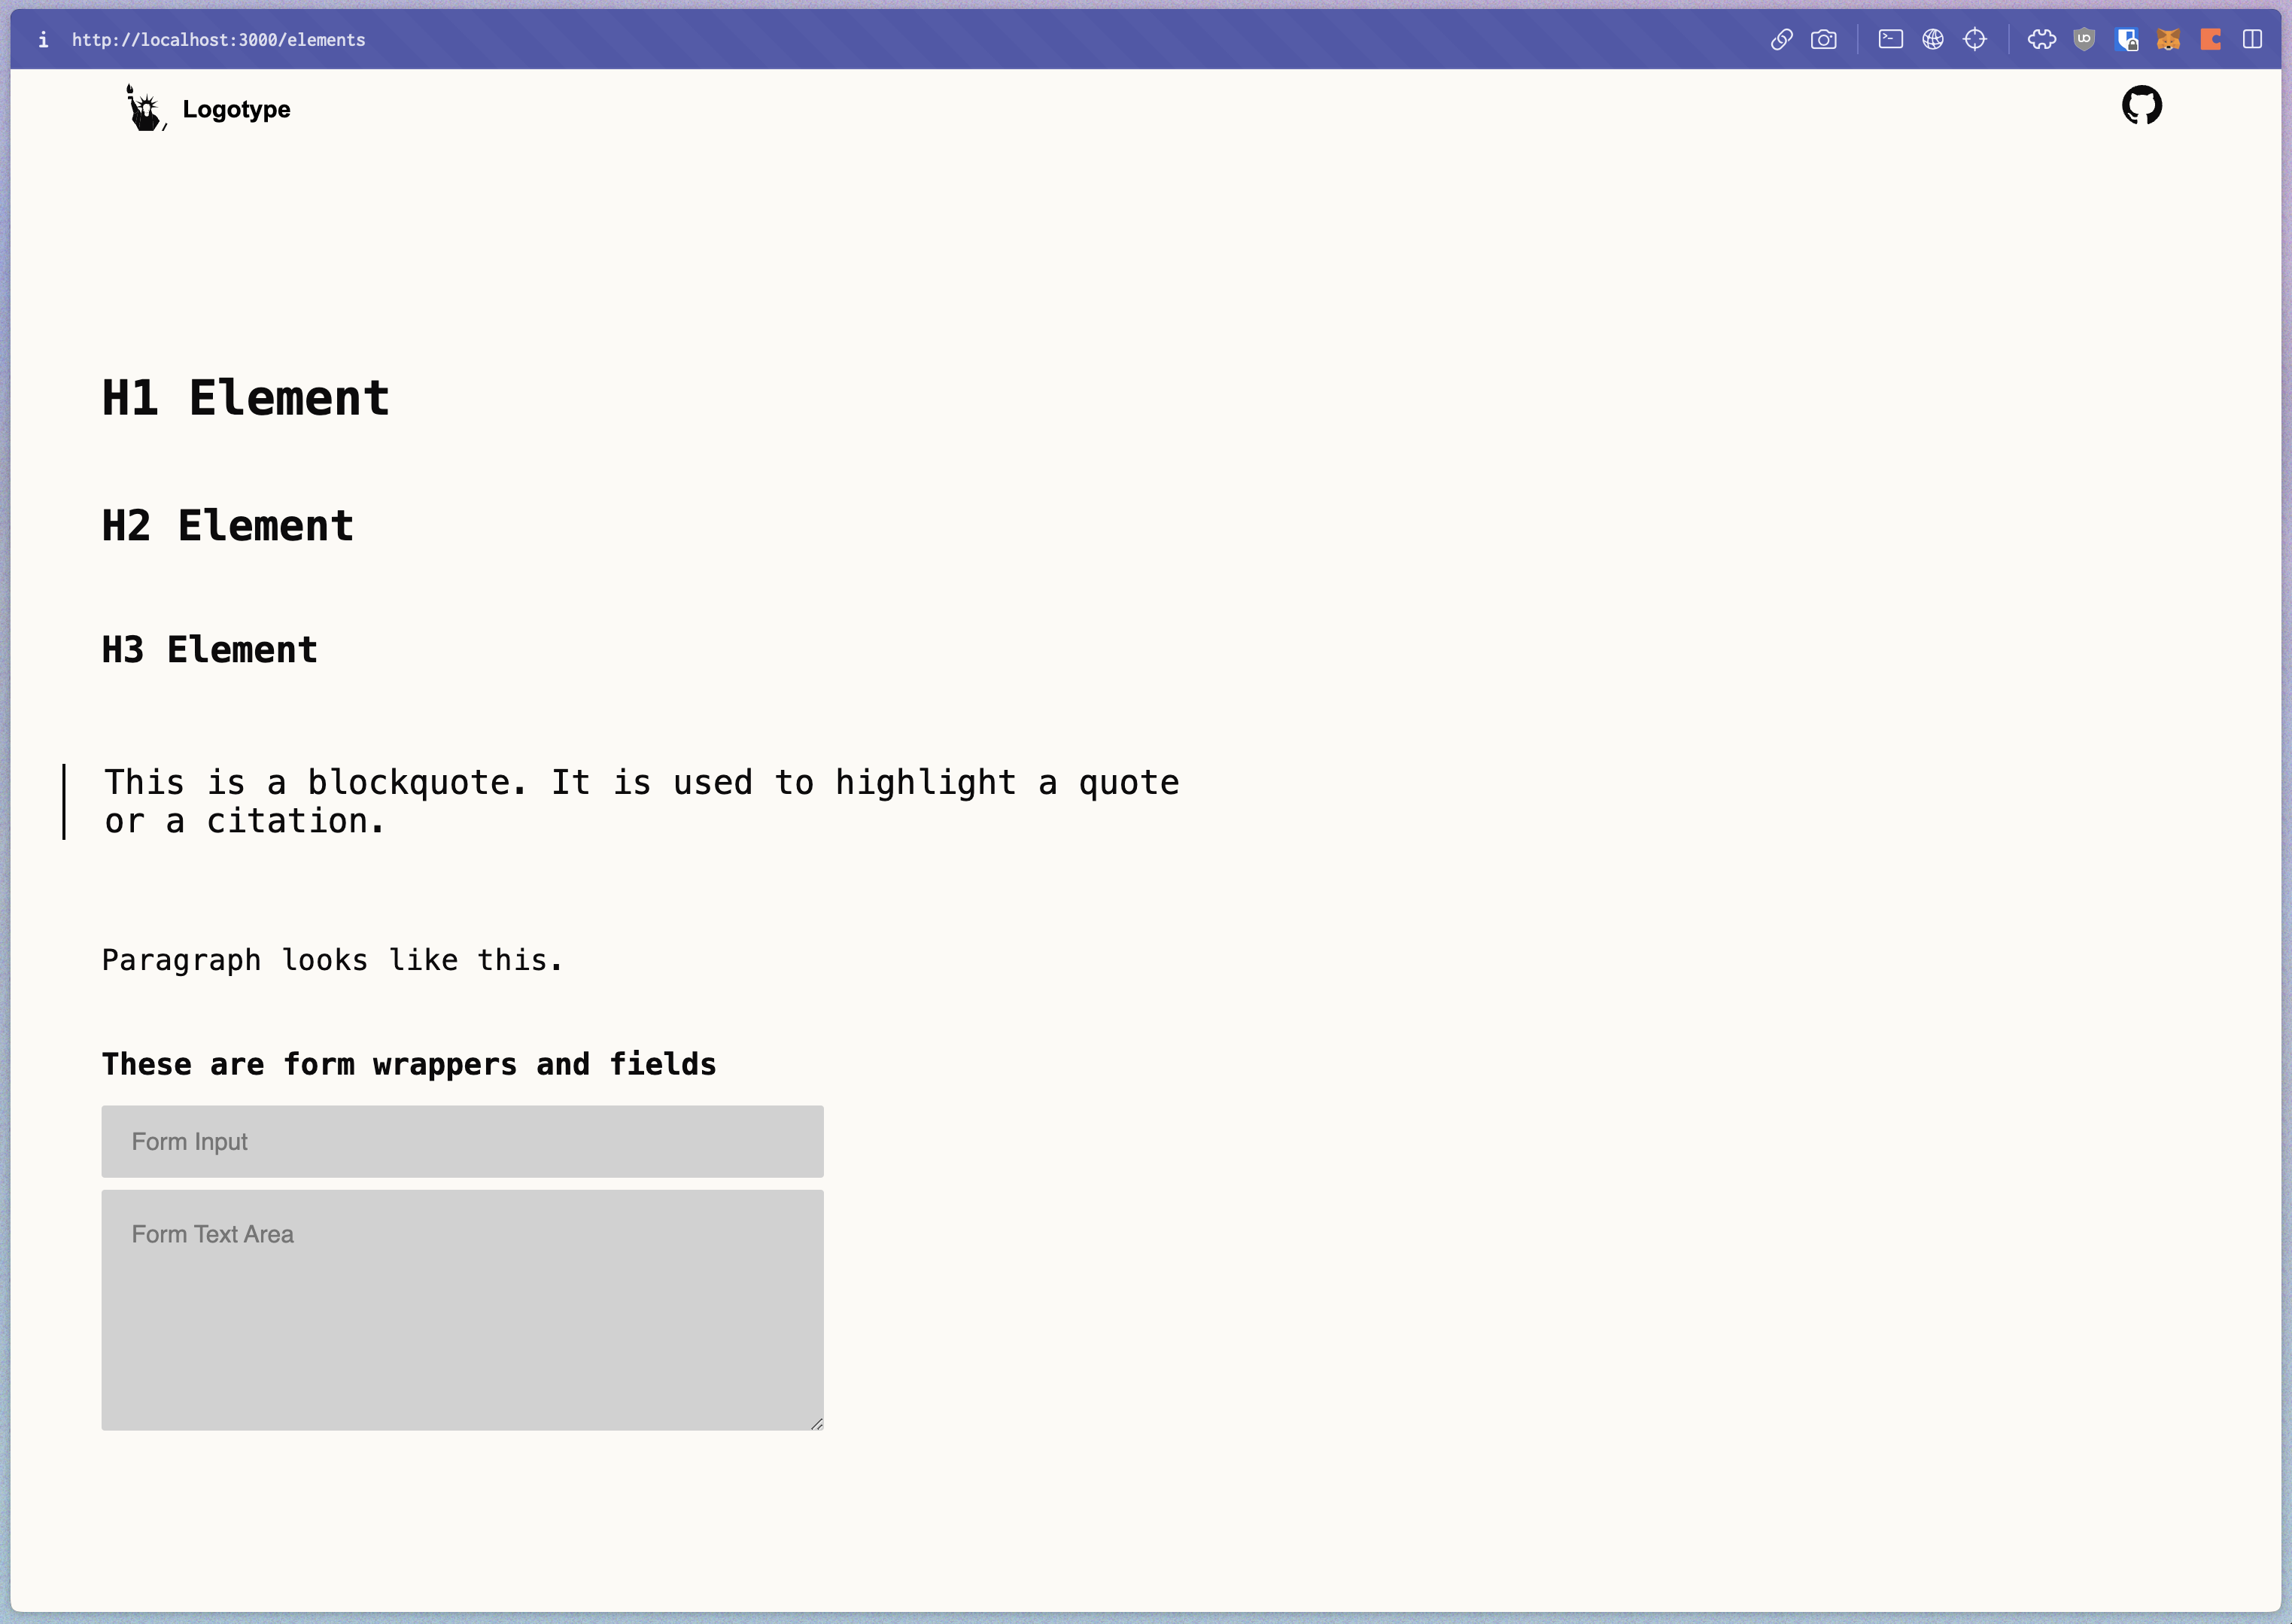 http://localhost:3000/elements
Logotype
H1 Element
H2 Element
H3 Element
This is a blockquote. It is used to highlight a quote
or a citation.
Paragraph looks like this.
These are form wrappers and fields
Form Input
Form Text Area